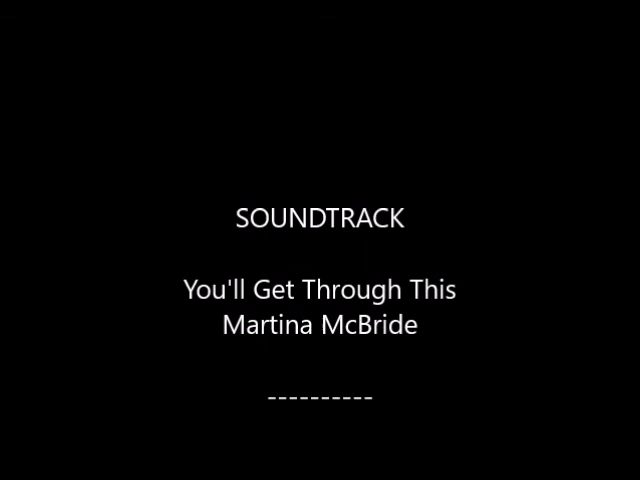 SOUNDTRACK
You'll Get Through This
Martina McBride
----------